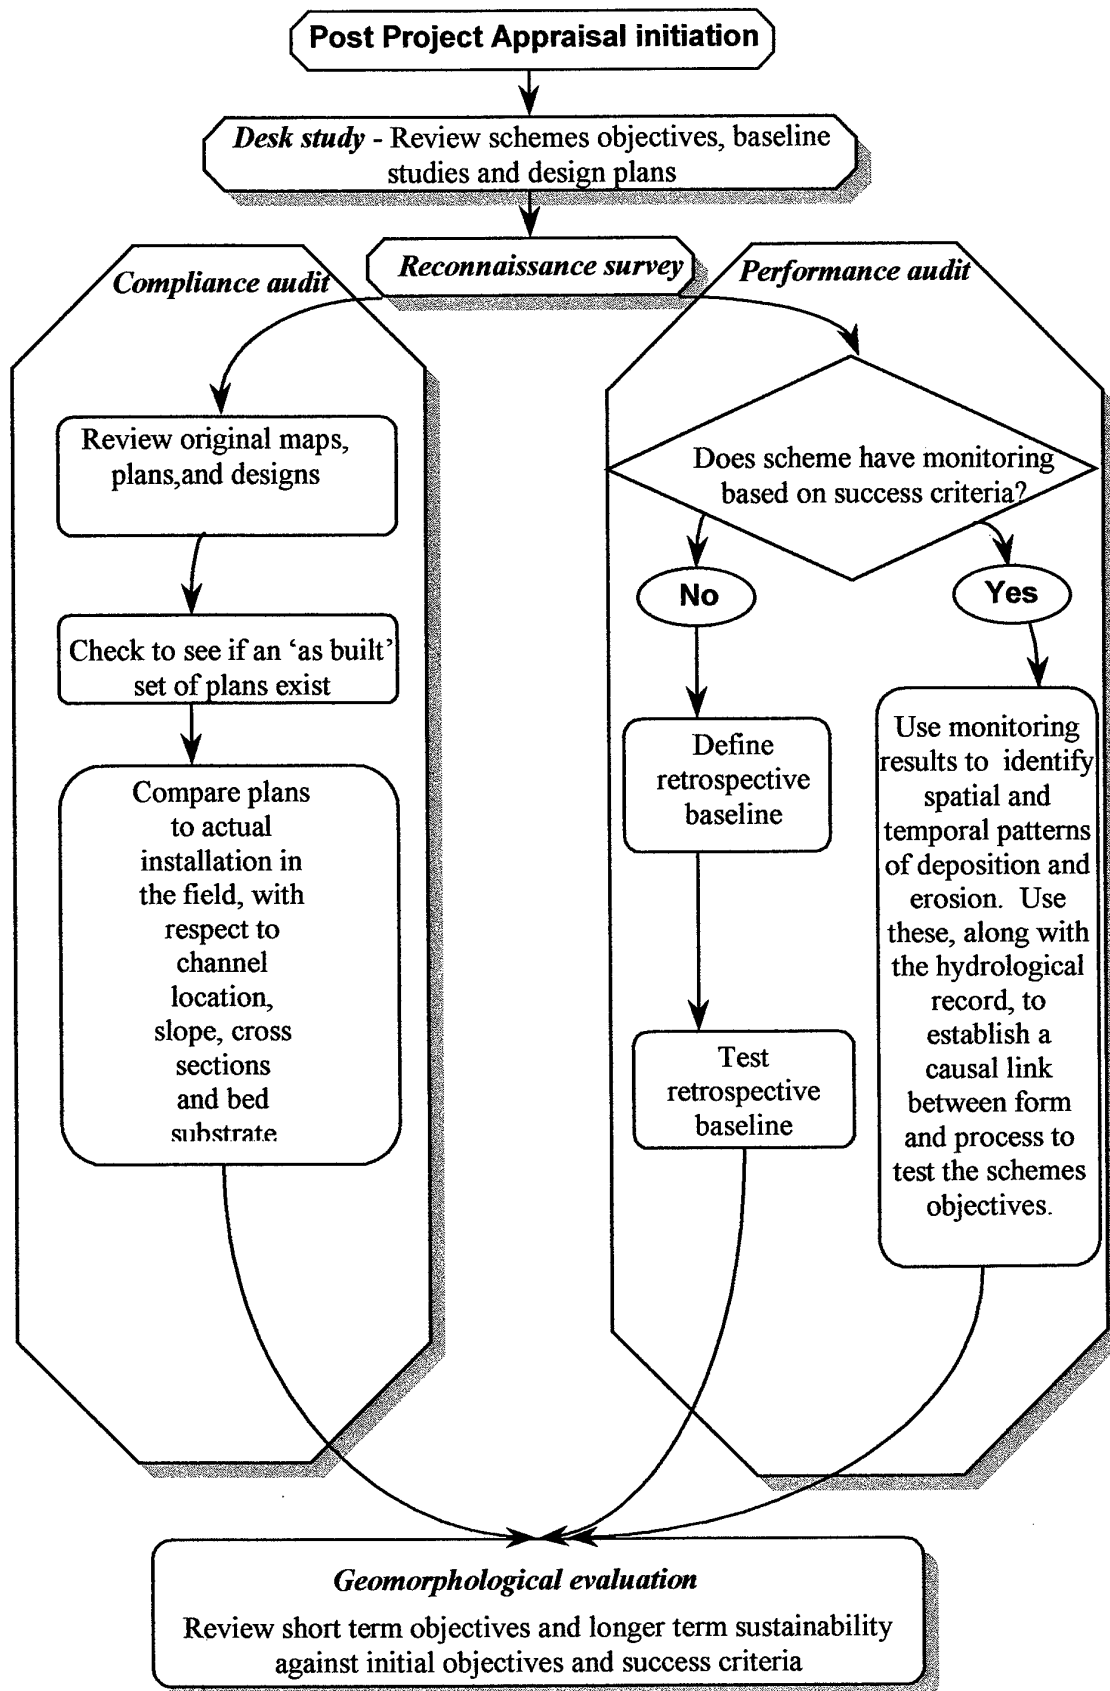 Post Project Appraisal initiation
Desk study - Review schemes objectives, baseline
studies and design plans
Reconnaissance survey
Compliance audit
Review original maps,
plans,and designs
Check to see if an ‘as built’
set of plans exist
Compare plans
to actual
installation in
the field, with
respect to
channel
location,
slope, cross
sections
and bed
substrate
Performance audit
Does scheme have monitoring
based on success criteria?
No
Define
retrospective
baseline
Test
retrospective
baseline
Yes
Use monitoring
results to identify
spatial and
temporal patterns
of deposition and
erosion. Use
these, along with
the hydrological
record, to
establish a
causal link
between form
and process to
test the schemes
objectives.
Geomorphological evaluation
Review short term objectives and longer term sustainability
against initial objectives and success criteria